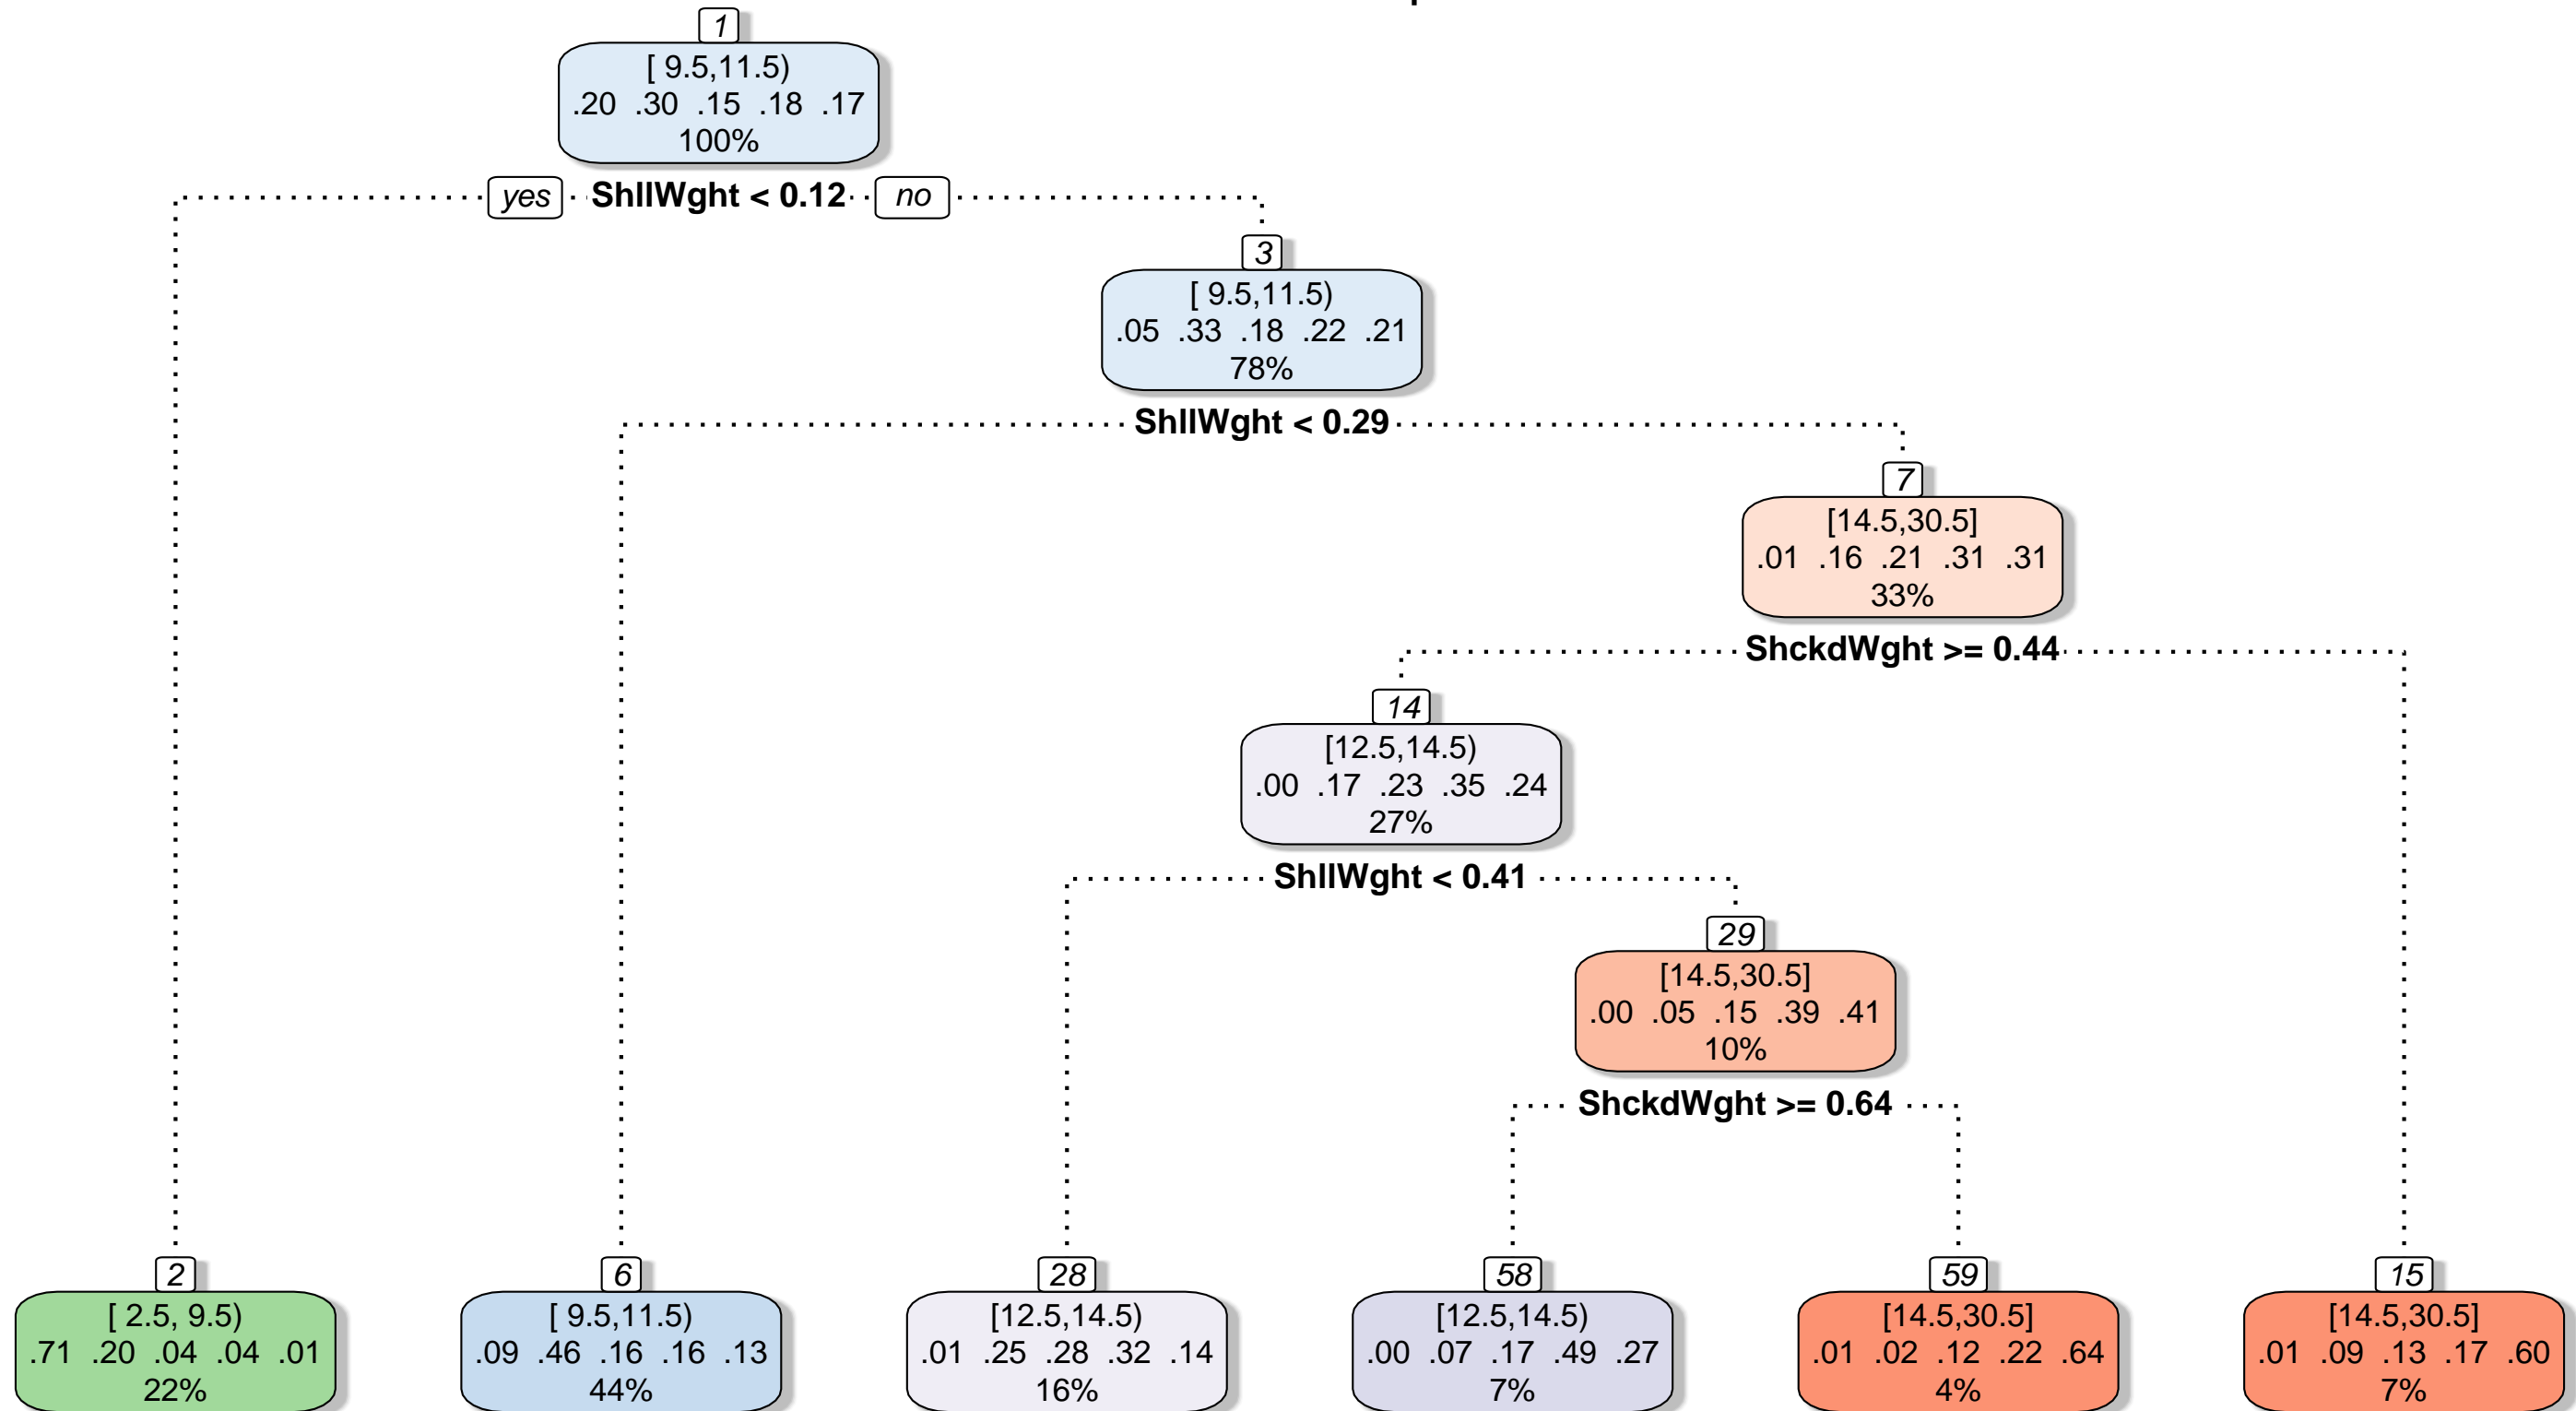 1
[ 9.5,11.5)
.20 .30 .15 .18 .17
100%
yes ShllWght < 0.12 no
3
[ 9.5,11.5)
.05 .33 .18 .22 .21
78%
ShllWght < 0.29
7
[14.5,30.5]
.01 .16 .21 .31 .31
33%
ShckdWght >= 0.44
14
[12.5,14.5)
.00 .17 .23 .35 .24
27%
ShllWght < 0.41
29
[14.5,30.5]
.00 .05 .15 .39 .41
10%
ShckdWght >= 0.64
2
[ 2.5, 9.5)
.71 .20 .04 .04 .01
22%
6
[ 9.5,11.5)
.09 .46 .16 .16 .13
44%
28
[12.5,14.5)
.01 .25 .28 .32 .14
16%
58
[12.5,14.5)
.00 .07 .17 .49 .27
7%
59
[14.5,30.5]
.01 .02 .12 .22 .64
4%
15
[14.5,30.5]
.01 .09 .13 .17 .60
7%